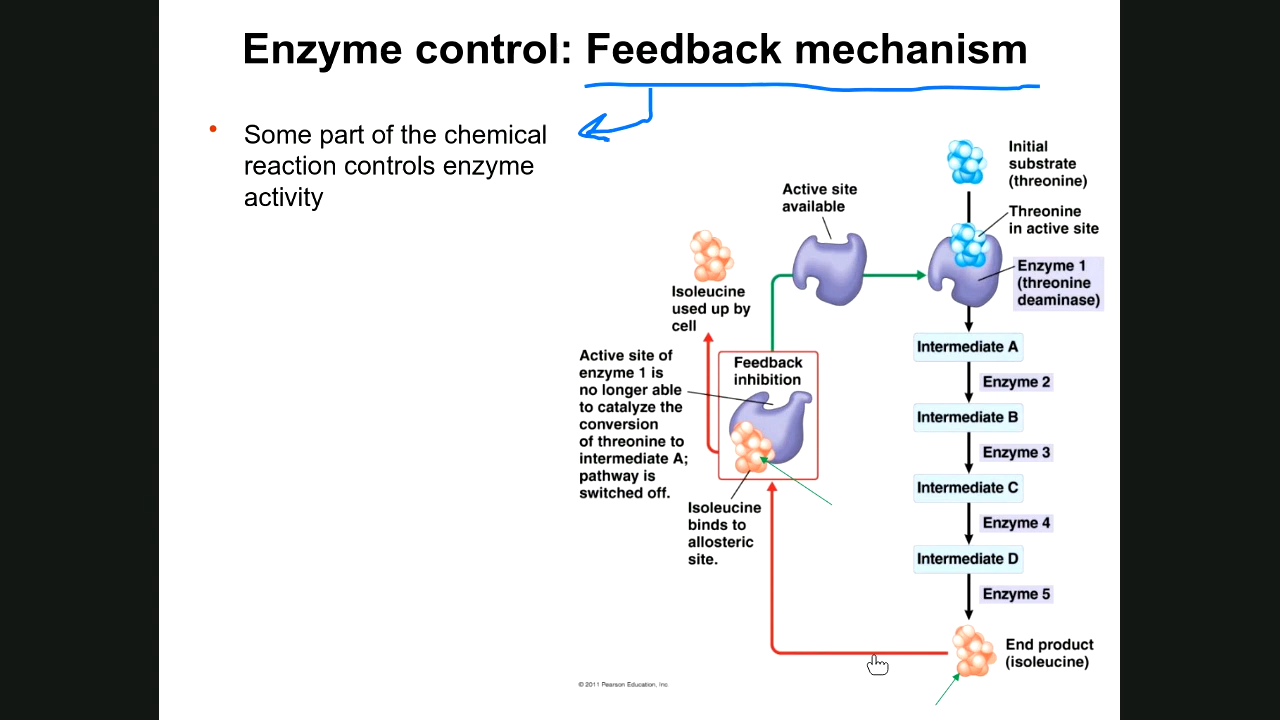 Enzyme control: Feedback mechanism
• Some part of the chemical
reaction controls enzyme
activity
Initial
substrate
(threonine)
Active site
available
Threonine
in active site
Enzyme 1
(threonine
deaminase)
Isoleucine
used up by
cell
Intermediate A
Active site of
enzyme 1 is
no longer able
to catalyze the
conversion
of threonine to
intermediate A;
pathway is
switched off.
Feedback
inhibition
Enzyme 2
Intermediate B
Enzyme 3
Intermediate C
Isoleucine
binds to
allosteric
site.
Enzyme 4
Intermediate D
Enzyme 5
End product
(isoleucine)
© 2011 Pearson Education, Inc